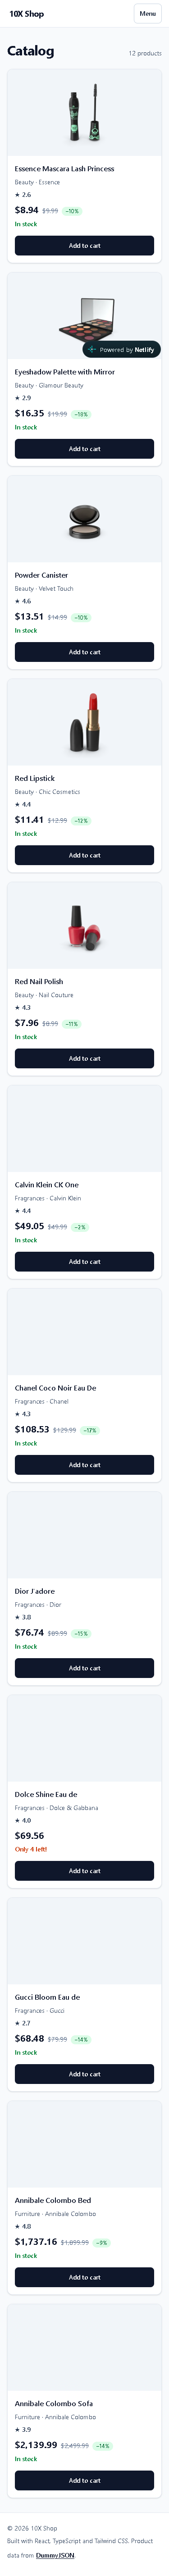 10X Shop
Menu
Catalog
12 products
Essence Mascara Lash Princess
Beauty · Essence
★ 2.6
$8.94 $9.99 −10%
In stock
Add to cart
Powered by Netlify
Eyeshadow Palette with Mirror
Beauty · Glamour Beauty
★ 2.9
$16.35 $19.99 −18%
In stock
Add to cart
Powder Canister
Beauty · Velvet Touch
★ 4.6
$13.51 $14.99 −10%
In stock
Add to cart
Red Lipstick
Beauty · Chic Cosmetics
★ 4.4
$11.41 $12.99 −12%
In stock
Add to cart
Red Nail Polish
Beauty · Nail Couture
★ 4.3
$7.96 $8.99 −11%
In stock
Add to cart
Calvin Klein CK One
Fragrances · Calvin Klein
★ 4.4
$49.05 $49.99 −2%
In stock
Add to cart
Chanel Coco Noir Eau De
Fragrances · Chanel
★ 4.3
$108.53 $129.99 −17%
In stock
Add to cart
Dior J'adore
Fragrances · Dior
★ 3.8
$76.74 $89.99 −15%
In stock
Add to cart
Dolce Shine Eau de
Fragrances · Dolce & Gabbana
★ 4.0
$69.56
Only 4 left!
Add to cart
Gucci Bloom Eau de
Fragrances · Gucci
★ 2.7
$68.48 $79.99 −14%
In stock
Add to cart
Annibale Colombo Bed
Furniture · Annibale Colombo
★ 4.8
$1,737.16 $1,899.99 −9%
In stock
Add to cart
Annibale Colombo Sofa
Furniture · Annibale Colombo
★ 3.9
$2,139.99 $2,499.99 −14%
In stock
Add to cart
© 2026 10X Shop
Built with React, TypeScript and Tailwind CSS. Product
data from DummyJSON